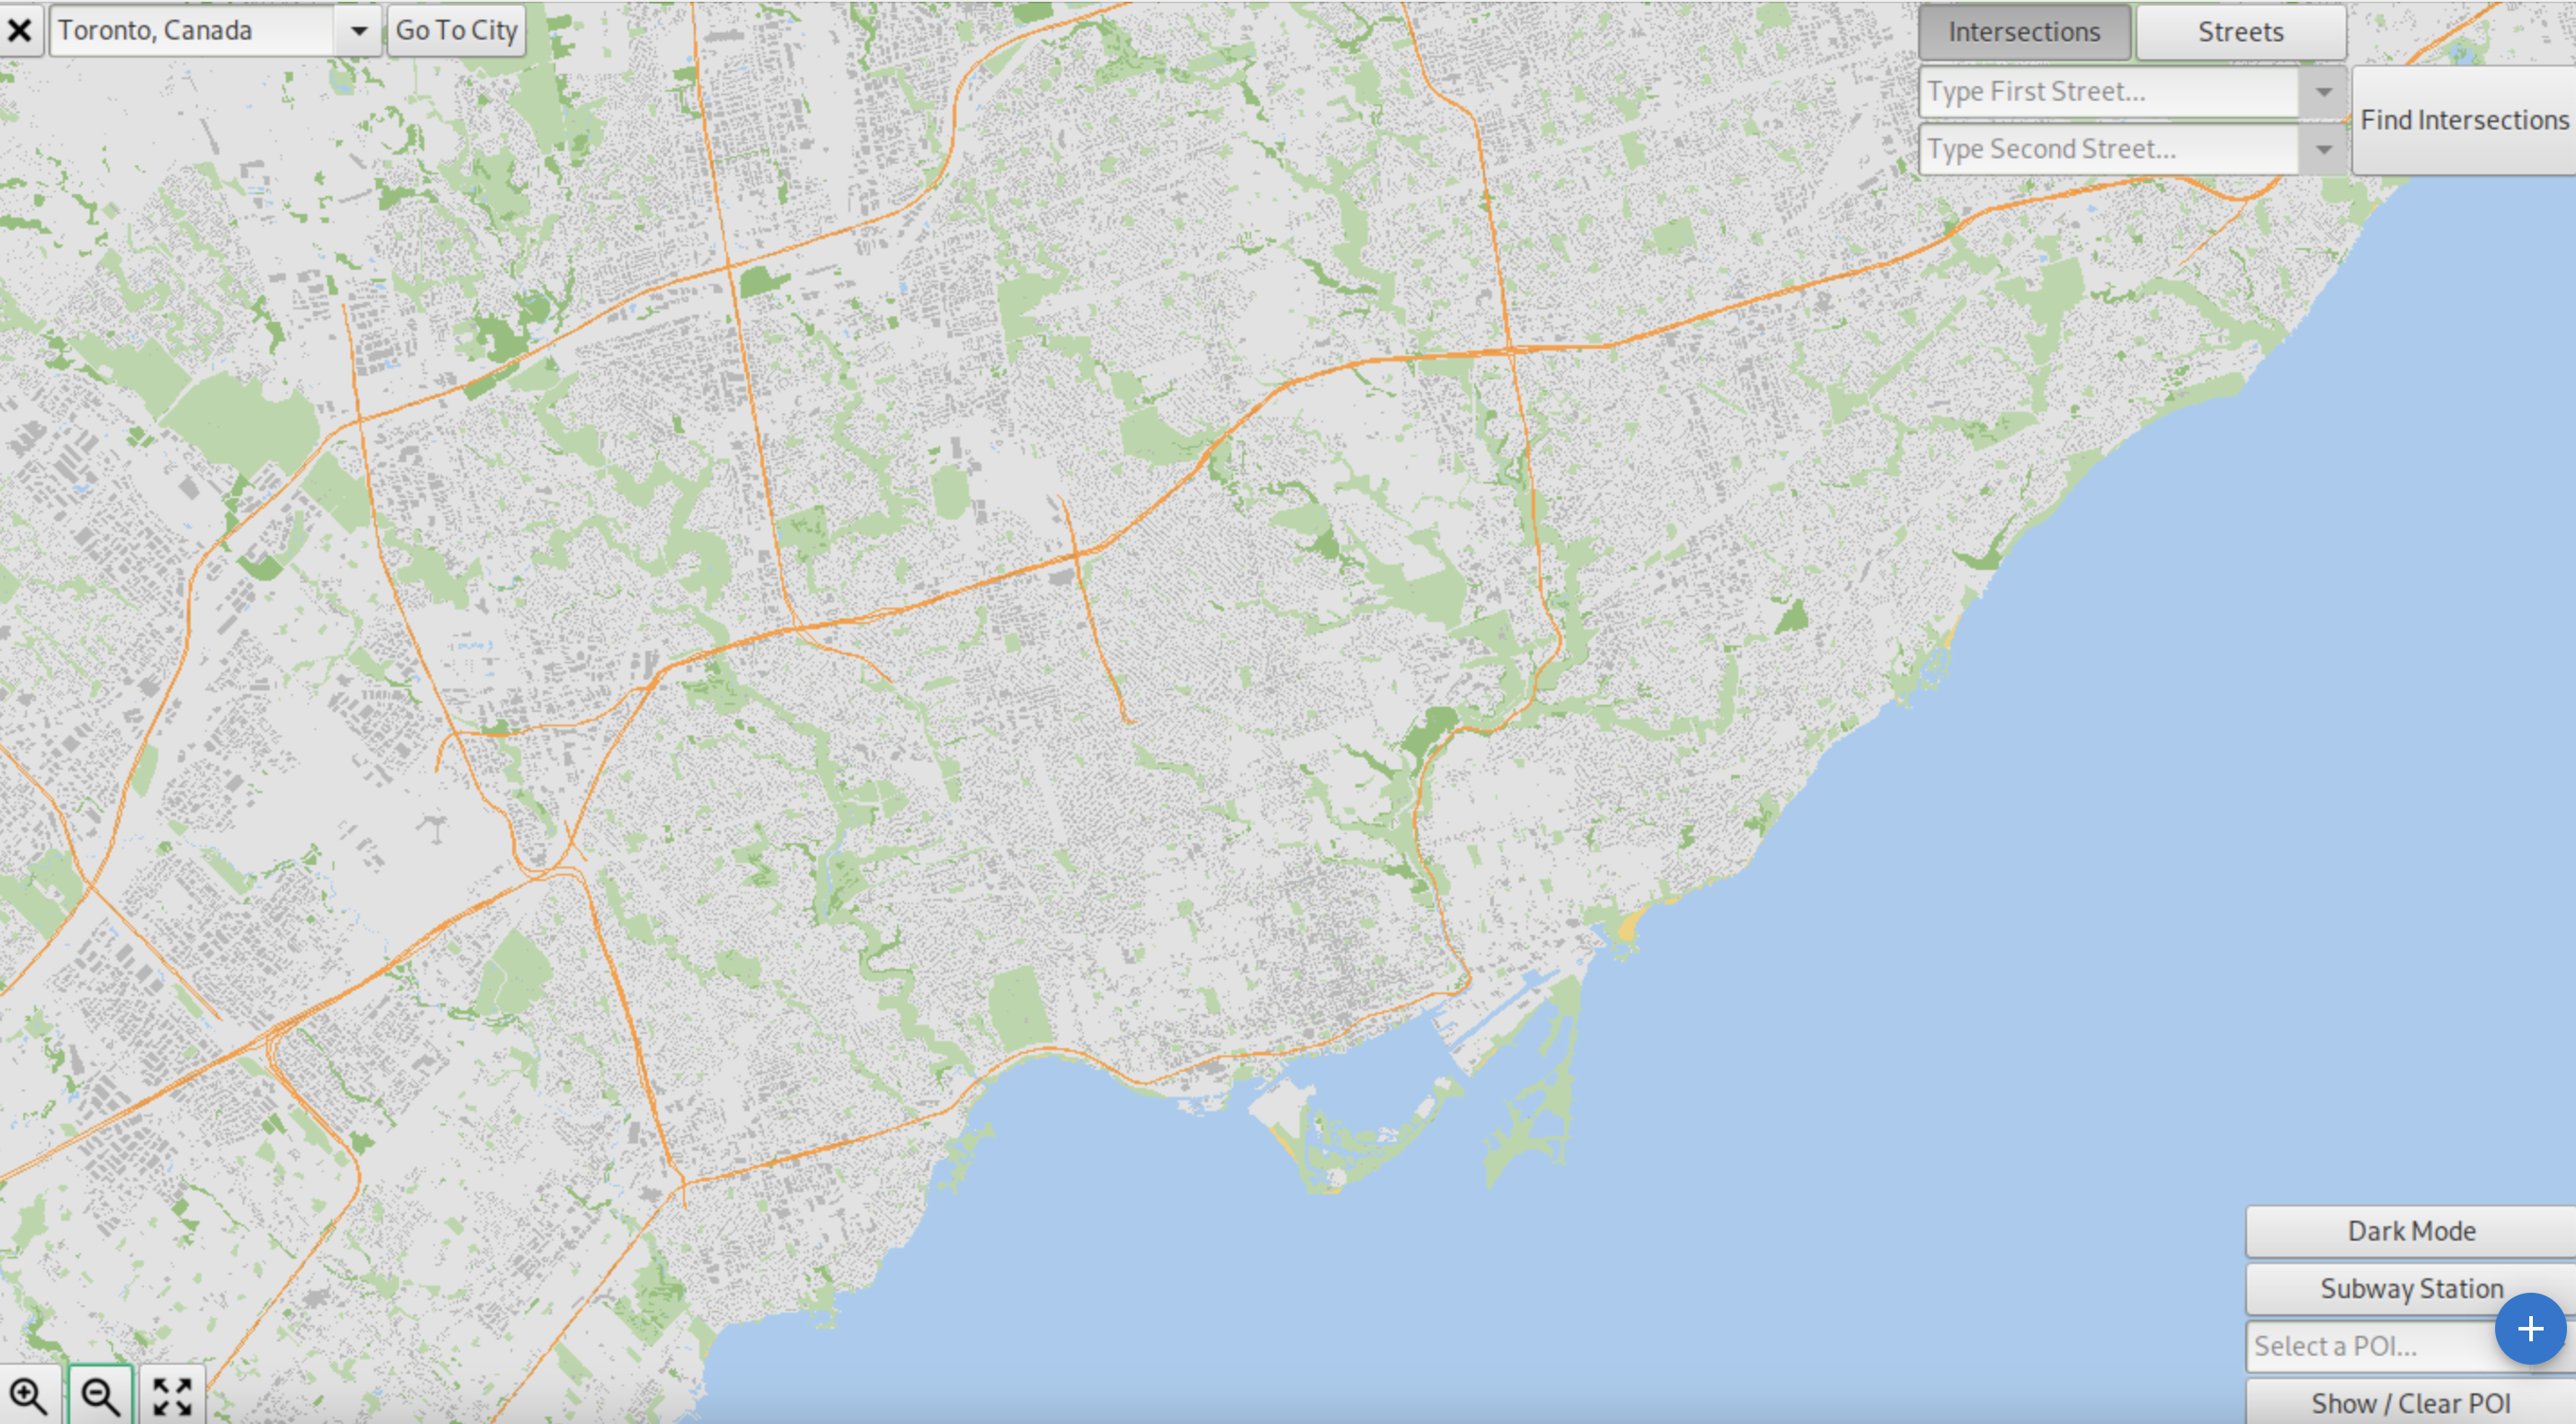 Toronto, Canada
Go To City
Intersections
Streets
Type First Street...
Type Second Street...
Find Intersections
Dark Mode
Subway Station
Select a POI...
Show / Clear POI